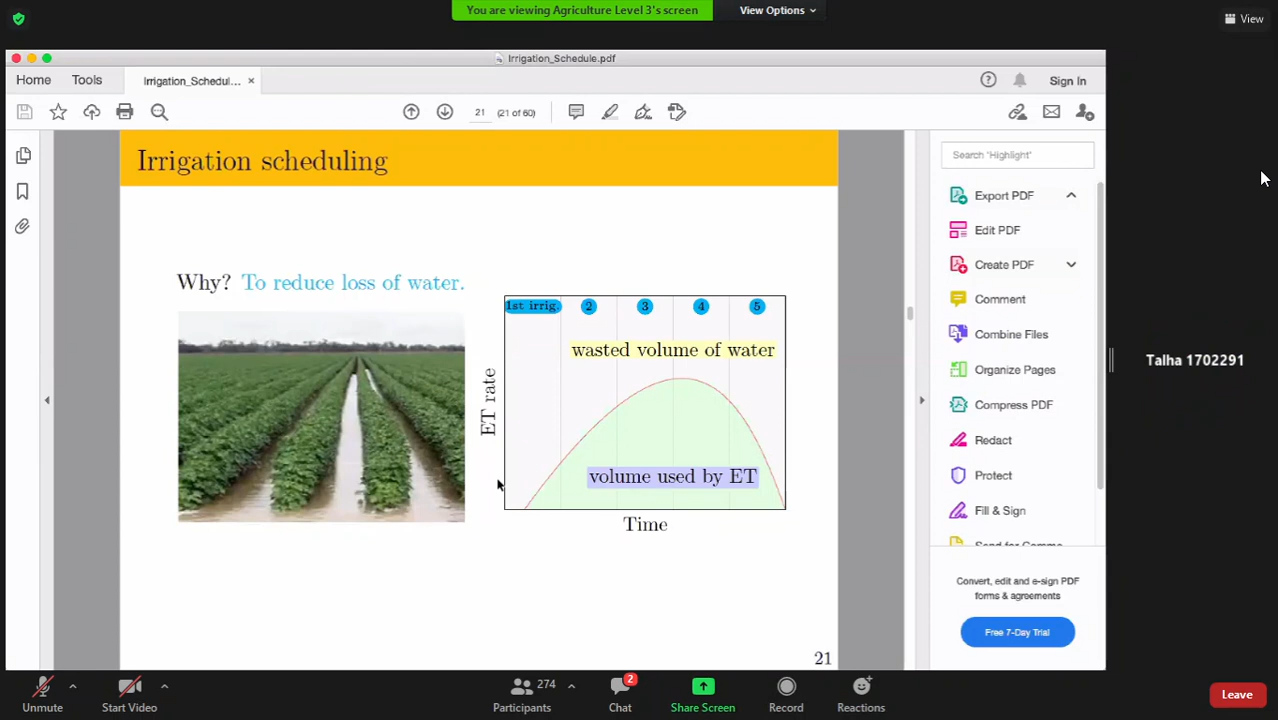 You are viewing Agriculture Level 3's screen
View Options
View
Irrigation_Schedule.pdf
Home
Tools
Irrigation_Schedul...
Sign In
21
(21 of 60)
Irrigation scheduling
Search "Highlight"
Export PDF
Edit PDF
Create PDF
Comment
Combine Files
Organize Pages
Compress PDF
Redact
Protect
Fill & Sign
Convert, edit and e-sign PDF
forms & agreements
Free 7-Day Trial
Why? To reduce loss of water.
1st irrig.
2
3
4
5
wasted volume of water
ET rate
volume used by ET
Time
21
Talha 1702291
Unmute
Start Video
274
Participants
2
Chat
Share Screen
Record
Reactions
Leave